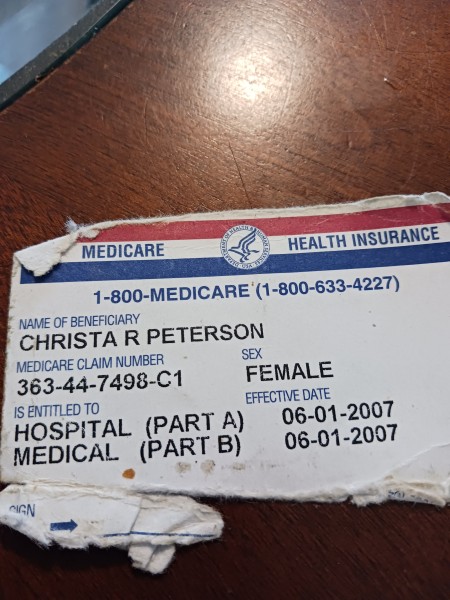 MEDICARE HEALTH INSURANCE
1-800-MEDICARE (1-800-633-4227)
NAME OF BENEFICIARY
CHRISTA R PETERSON
MEDICARE CLAIM NUMBER SEX
363-44-7498-C1 FEMALE
IS ENTITLED TO EFFECTIVE DATE
HOSPITAL (PART A) 06-01-2007
MEDICAL (PART B) 06-01-2007
SIGN